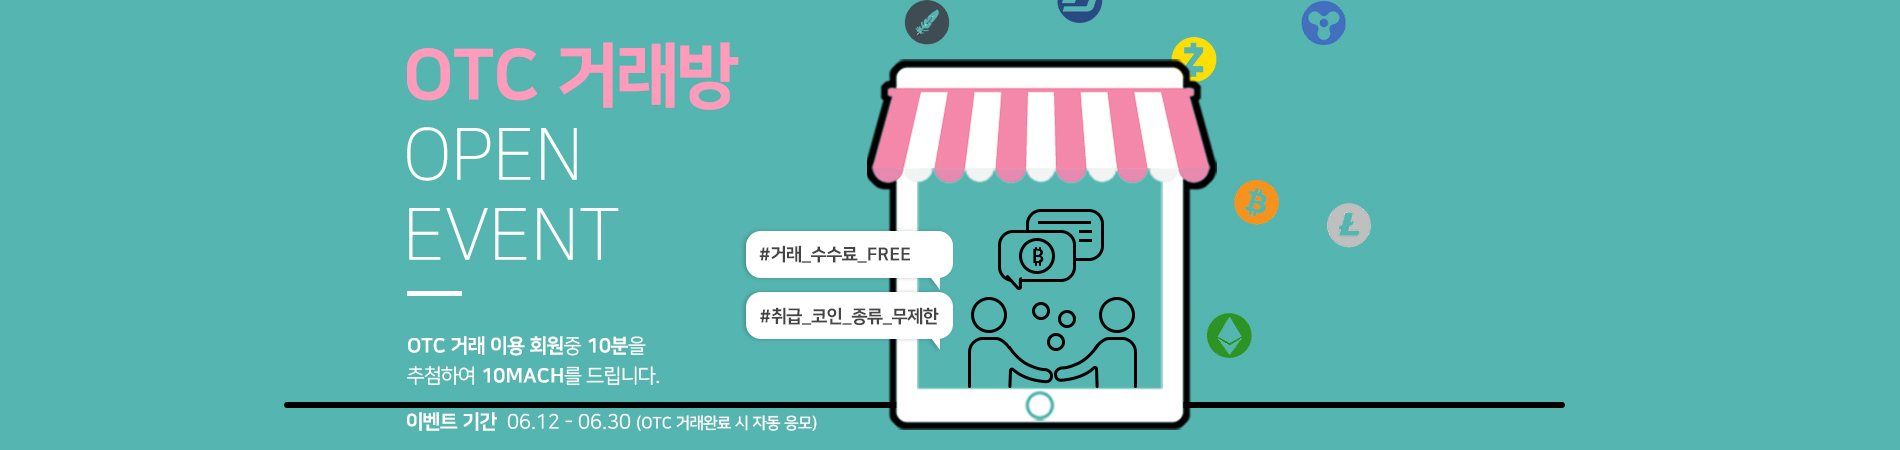 OTC 거래방
OPEN
EVENT
#거래_수수료_FREE
#취급_코인_종류_무제한
OTC 거래 이용 회원중 10분을
추첨하여 10MACH를 드립니다.
이벤트 기간 06.12 - 06.30 (OTC 거래완료 시 자동 응모)